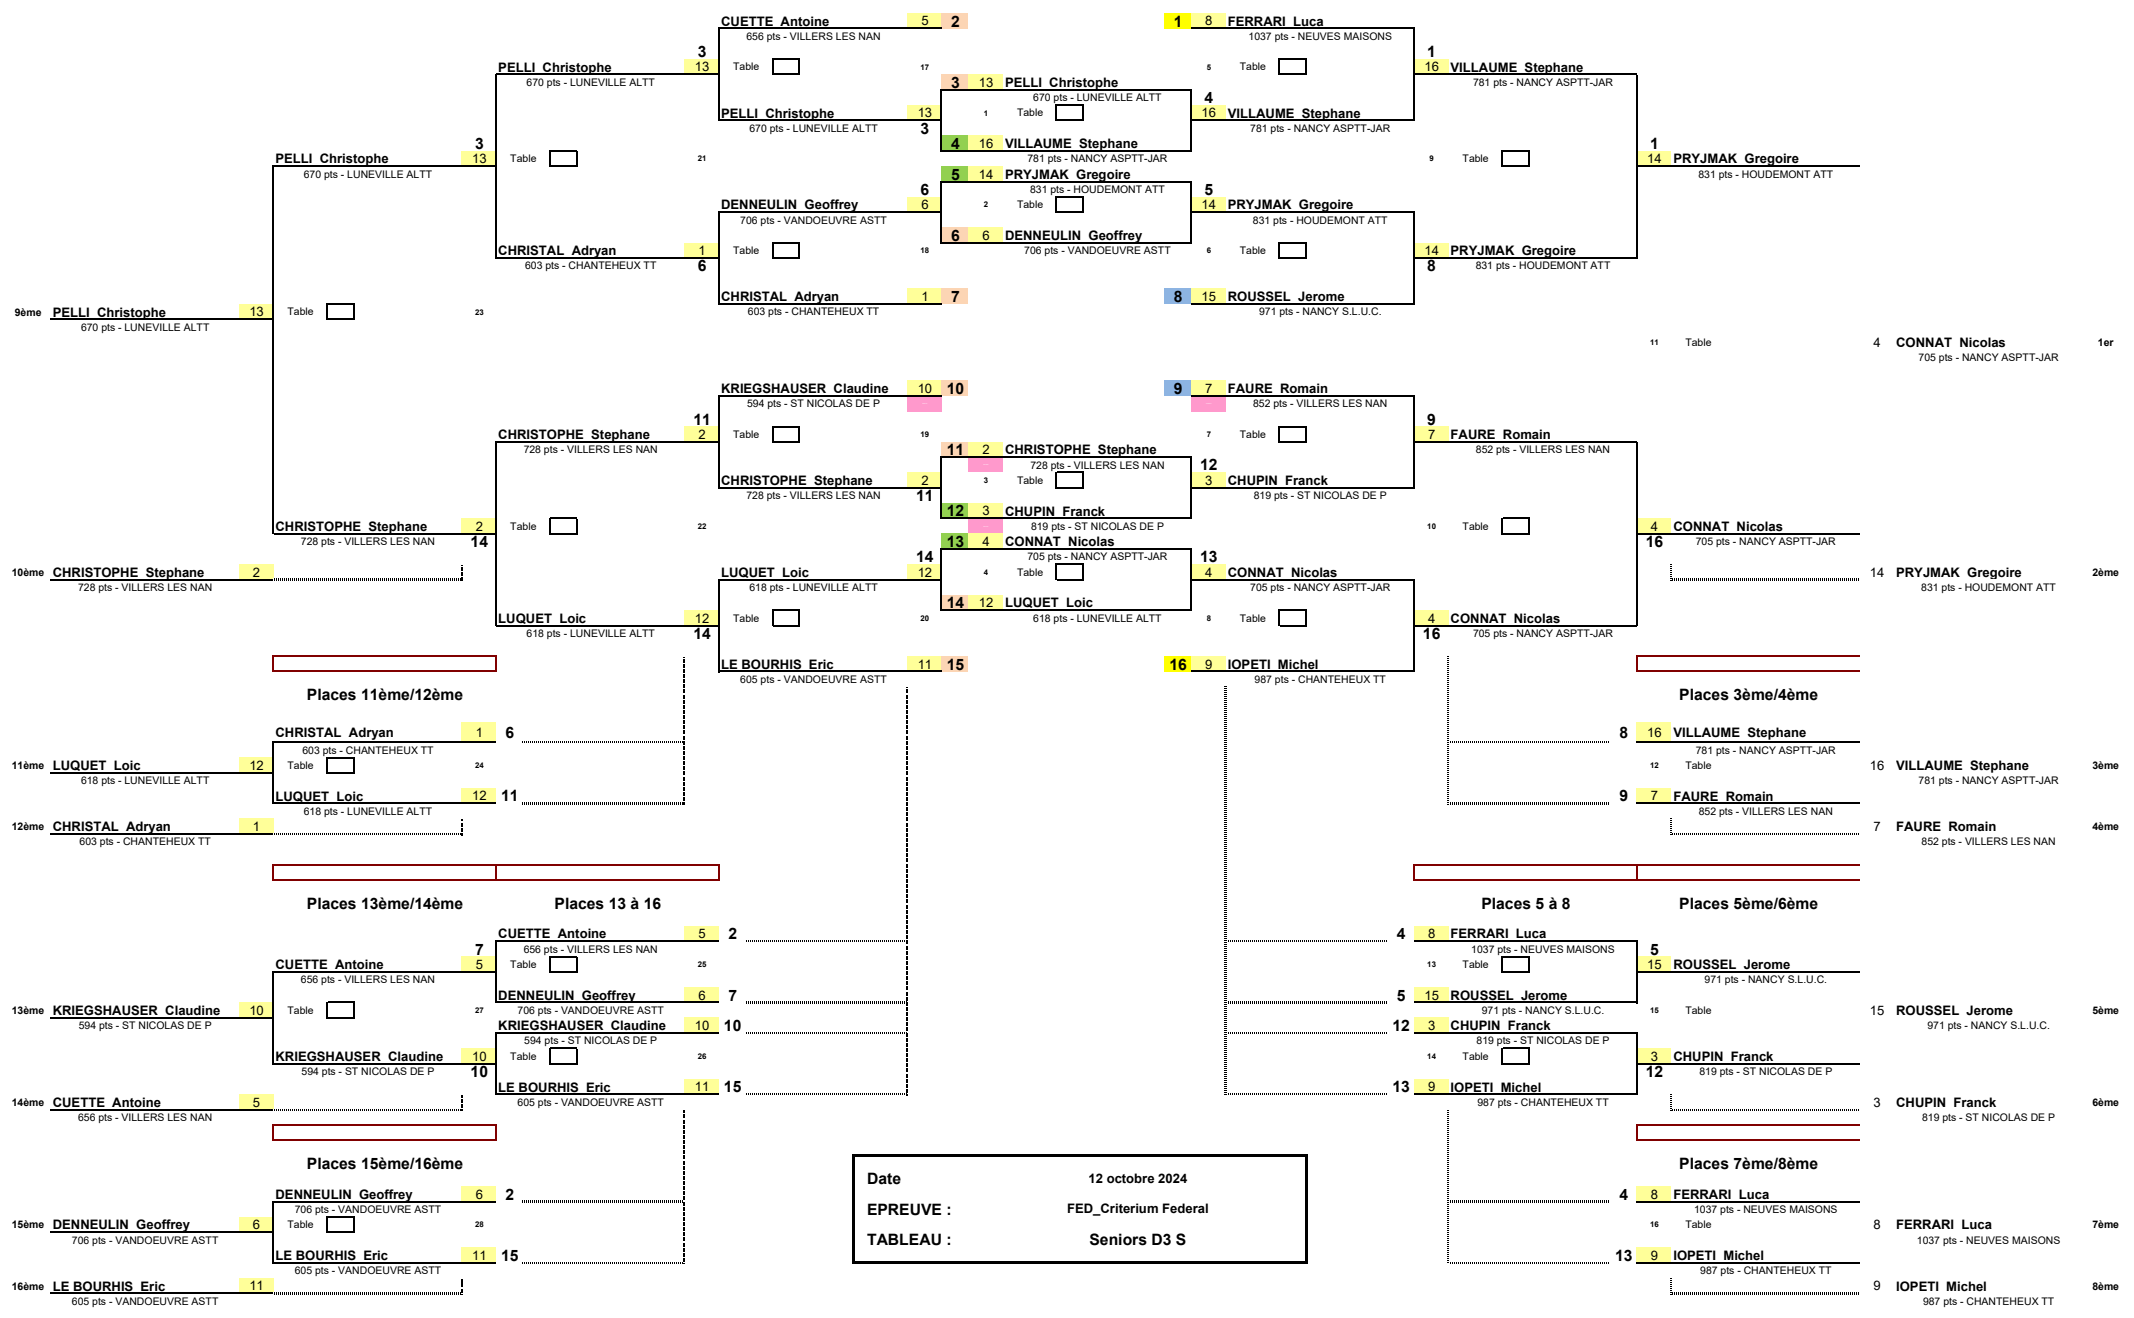 CUETTE Antoine 5 2 1 8 FERRARI Luca
656 pts - VILLERS LES NAN 1037 pts - NEUVES MAISONS
3 1
PELLI Christophe 13 Table 17 5 Table 16 VILLAUME Stephane
670 pts - LUNEVILLE ALTT 3 13 PELLI Christophe 781 pts - NANCY ASPTT-JAR
670 pts - LUNEVILLE ALTT 4
PELLI Christophe 13 1 Table 16 VILLAUME Stephane
670 pts - LUNEVILLE ALTT 3 781 pts - NANCY ASPTT-JAR
3 4 16 VILLAUME Stephane 1
PELLI Christophe 13 Table 21 781 pts - NANCY ASPTT-JAR 9 Table 14 PRYJMAK Gregoire
670 pts - LUNEVILLE ALTT 5 14 PRYJMAK Gregoire 831 pts - HOUDEMONT ATT
6 831 pts - HOUDEMONT ATT 5
DENNEULIN Geoffrey 6 2 Table 14 PRYJMAK Gregoire
706 pts - VANDOEUVRE ASTT 831 pts - HOUDEMONT ATT
6 6 DENNEULIN Geoffrey
CHRISTAL Adryan 1 Table 18 706 pts - VANDOEUVRE ASTT 6 Table 14 PRYJMAK Gregoire
603 pts - CHANTEHEUX TT 6 8 831 pts - HOUDEMONT ATT
CHRISTAL Adryan 1 7 8 15 ROUSSEL Jerome
9ème PELLI Christophe 13 Table 23 603 pts - CHANTEHEUX TT 971 pts - NANCY S.L.U.C.
670 pts - LUNEVILLE ALTT
11 Table 4 CONNAT Nicolas 1er
705 pts - NANCY ASPTT-JAR
KRIEGSHAUSER Claudine 10 10 9 7 FAURE Romain
594 pts - ST NICOLAS DE P 852 pts - VILLERS LES NAN
11 9
CHRISTOPHE Stephane 2 Table 19 7 Table 7 FAURE Romain
728 pts - VILLERS LES NAN 11 2 CHRISTOPHE Stephane 852 pts - VILLERS LES NAN
728 pts - VILLERS LES NAN 12
CHRISTOPHE Stephane 2 3 Table 3 CHUPIN Franck
728 pts - VILLERS LES NAN 11 819 pts - ST NICOLAS DE P
12 3 CHUPIN Franck
CHRISTOPHE Stephane 2 Table 22 819 pts - ST NICOLAS DE P 10 Table 4 CONNAT Nicolas
728 pts - VILLERS LES NAN 14 13 4 CONNAT Nicolas 16 705 pts - NANCY ASPTT-JAR
14 705 pts - NANCY ASPTT-JAR 13
10ème CHRISTOPHE Stephane 2 LUQUET Loic 12 4 Table 4 CONNAT Nicolas 14 PRYJMAK Gregoire 2ème
728 pts - VILLERS LES NAN 618 pts - LUNEVILLE ALTT 705 pts - NANCY ASPTT-JAR 831 pts - HOUDEMONT ATT
14 12 LUQUET Loic
LUQUET Loic 12 Table 20 618 pts - LUNEVILLE ALTT 8 Table 4 CONNAT Nicolas
618 pts - LUNEVILLE ALTT 14 16 705 pts - NANCY ASPTT-JAR
LE BOURHIS Eric 11 15 16 9 IOPETI Michel
605 pts - VANDOEUVRE ASTT 987 pts - CHANTEHEUX TT
Places 11ème/12ème Places 3ème/4ème
CHRISTAL Adryan 1 6 8 16 VILLAUME Stephane
603 pts - CHANTEHEUX TT 781 pts - NANCY ASPTT-JAR
11ème LUQUET Loic 12 Table 24 12 Table 16 VILLAUME Stephane 3ème
618 pts - LUNEVILLE ALTT 781 pts - NANCY ASPTT-JAR
LUQUET Loic 12 11 9 7 FAURE Romain
618 pts - LUNEVILLE ALTT 852 pts - VILLERS LES NAN
12ème CHRISTAL Adryan 1 7 FAURE Romain 4ème
603 pts - CHANTEHEUX TT 852 pts - VILLERS LES NAN
Places 13ème/14ème Places 13 à 16 Places 5 à 8 Places 5ème/6ème
CUETTE Antoine 5 2 4 8 FERRARI Luca
7 656 pts - VILLERS LES NAN 1037 pts - NEUVES MAISONS 5
CUETTE Antoine 5 Table 25 13 Table 15 ROUSSEL Jerome
656 pts - VILLERS LES NAN 971 pts - NANCY S.L.U.C.
DENNEULIN Geoffrey 6 7 5 15 ROUSSEL Jerome
13ème KRIEGSHAUSER Claudine 10 Table 27 706 pts - VANDOEUVRE ASTT 971 pts - NANCY S.L.U.C. 15 Table 15 ROUSSEL Jerome 5ème
594 pts - ST NICOLAS DE P KRIEGSHAUSER Claudine 10 10 12 3 CHUPIN Franck 971 pts - NANCY S.L.U.C.
594 pts - ST NICOLAS DE P 819 pts - ST NICOLAS DE P
KRIEGSHAUSER Claudine 10 Table 26 14 Table 3 CHUPIN Franck
594 pts - ST NICOLAS DE P 10 12 819 pts - ST NICOLAS DE P
LE BOURHIS Eric 11 15 13 9 IOPETI Michel
14ème CUETTE Antoine 5 605 pts - VANDOEUVRE ASTT 987 pts - CHANTEHEUX TT 3 CHUPIN Franck 6ème
656 pts - VILLERS LES NAN 819 pts - ST NICOLAS DE P
Places 15ème/16ème Places 7ème/8ème
Date 12 octobre 2024
DENNEULIN Geoffrey 6 2 4 8 FERRARI Luca
706 pts - VANDOEUVRE ASTT EPREUVE : FED_Criterium Federal 1037 pts - NEUVES MAISONS
15ème DENNEULIN Geoffrey 6 Table 28 16 Table 8 FERRARI Luca 7ème
706 pts - VANDOEUVRE ASTT TABLEAU : Seniors D3 S 1037 pts - NEUVES MAISONS
LE BOURHIS Eric 11 15 13 9 IOPETI Michel
605 pts - VANDOEUVRE ASTT 987 pts - CHANTEHEUX TT
16ème LE BOURHIS Eric 11 9 IOPETI Michel 8ème
605 pts - VANDOEUVRE ASTT 987 pts - CHANTEHEUX TT